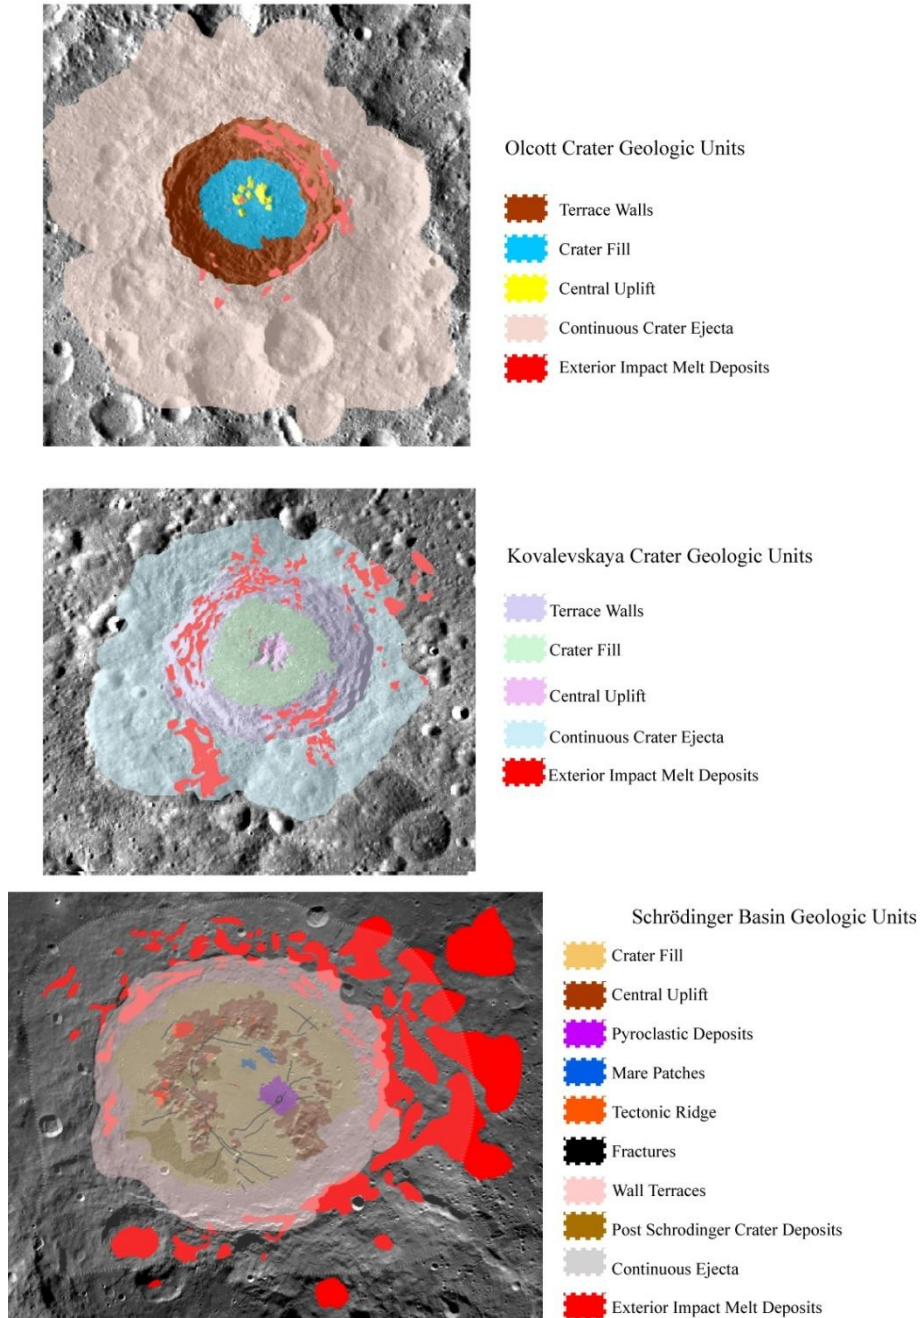 Olcott Crater Geologic Units
Terrace Walls
Crater Fill
Central Uplift
Continuous Crater Ejecta
Exterior Impact Melt Deposits
Kovalevskaya Crater Geologic Units
Terrace Walls
Crater Fill
Central Uplift
Continuous Crater Ejecta
Exterior Impact Melt Deposits
Schrödinger Basin Geologic Units
Crater Fill
Central Uplift
Pyroclastic Deposits
Mare Patches
Tectonic Ridge
Fractures
Wall Terraces
Post Schrodinger Crater Deposits
Continuous Ejecta
Exterior Impact Melt Deposits